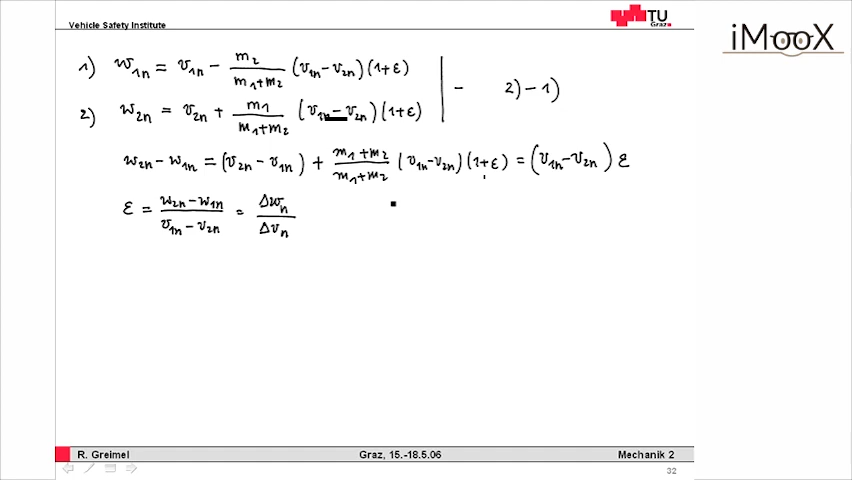 Vehicle Safety Institute
TU
Graz
iMooX
1) w₁ₙ = v₁ₙ − m₂/(m₁+m₂) (v₁ₙ−v₂ₙ)(1+ε) | − 2)−1)
2) w₂ₙ = v₂ₙ + m₁/(m₁+m₂) (v₁ₙ−v₂ₙ)(1+ε)
w₂ₙ − w₁ₙ = (v₂ₙ − v₁ₙ) + (m₁+m₂)/(m₁+m₂) (v₁ₙ−v₂ₙ)(1+ε) = (v₁ₙ−v₂ₙ) ε
ε = (w₂ₙ−w₁ₙ)/(v₁ₙ−v₂ₙ) = Δwₙ/Δvₙ
R. Greimel Graz, 15.-18.5.06 Mechanik 2
32